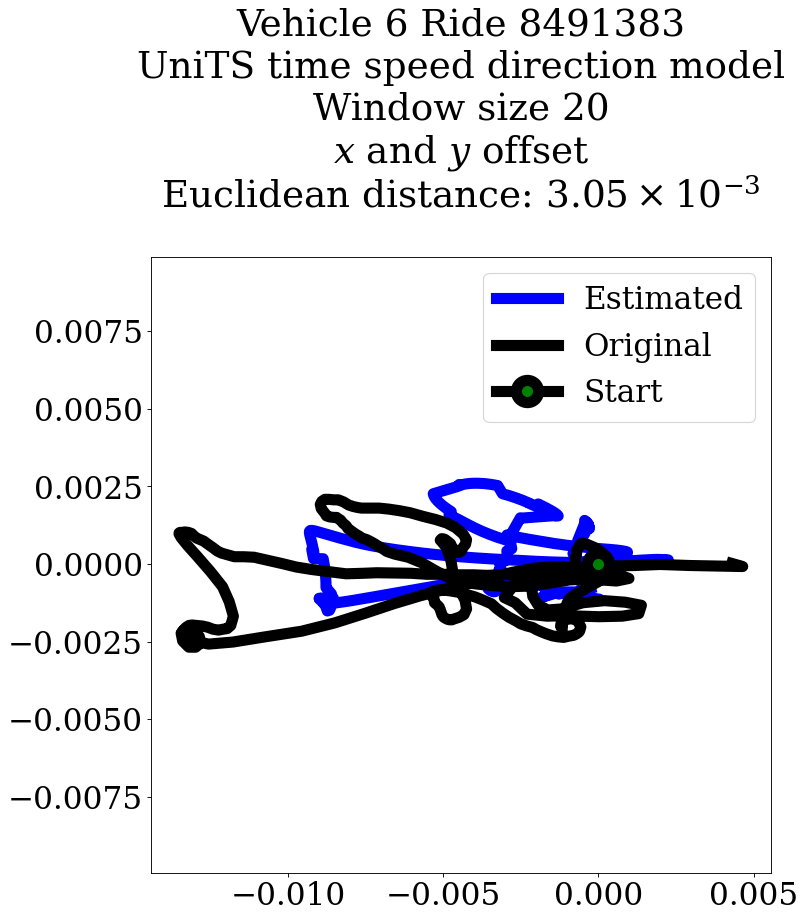 Vehicle 6 Ride 8491383
UniTS time speed direction model
Window size 20
x and y offset
Euclidean distance: 3.05 × 10⁻³
Estimated
Original
Start
0.0075
0.0050
0.0025
0.0000
−0.0025
−0.0050
−0.0075
−0.010 −0.005 0.000 0.005